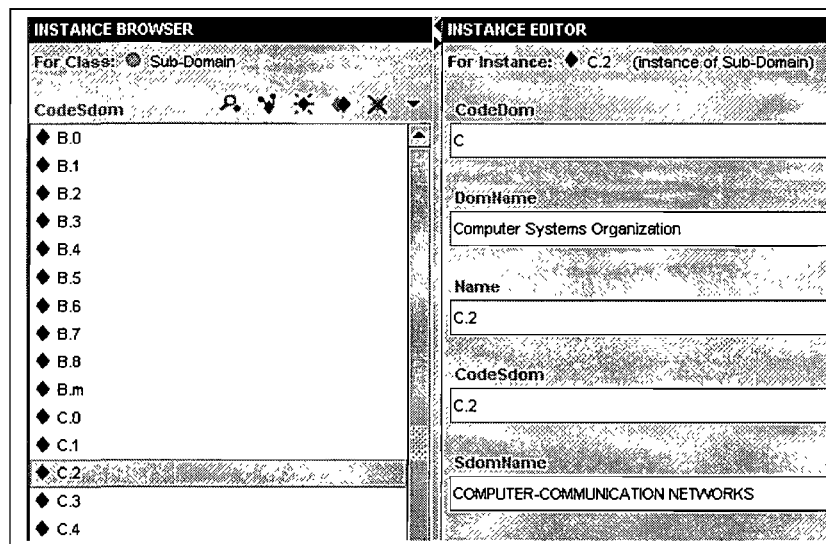 INSTANCE BROWSER
For Class: Sub-Domain
CodeSdom
B.0
B.1
B.2
B.3
B.4
B.5
B.6
B.7
B.8
B.m
C.0
C.1
C.2
C.3
C.4
INSTANCE EDITOR
For Instance: C.2 (instance of Sub-Domain)
CodeDom
C
DomName
Computer Systems Organization
Name
C.2
CodeSdom
C.2
SdomName
COMPUTER-COMMUNICATION NETWORKS